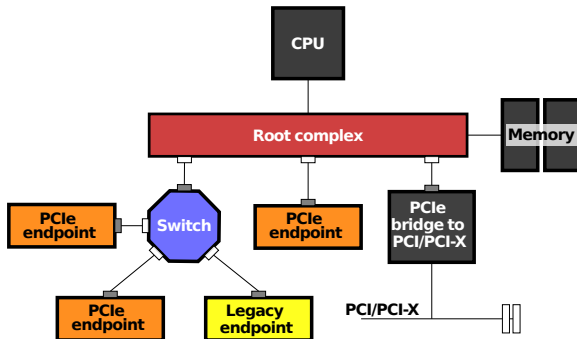 CPU
Root complex
Memory
PCIe
endpoint
Switch
PCIe
endpoint
PCIe
bridge to
PCI/PCI-X
PCIe
endpoint
Legacy
endpoint
PCI/PCI-X